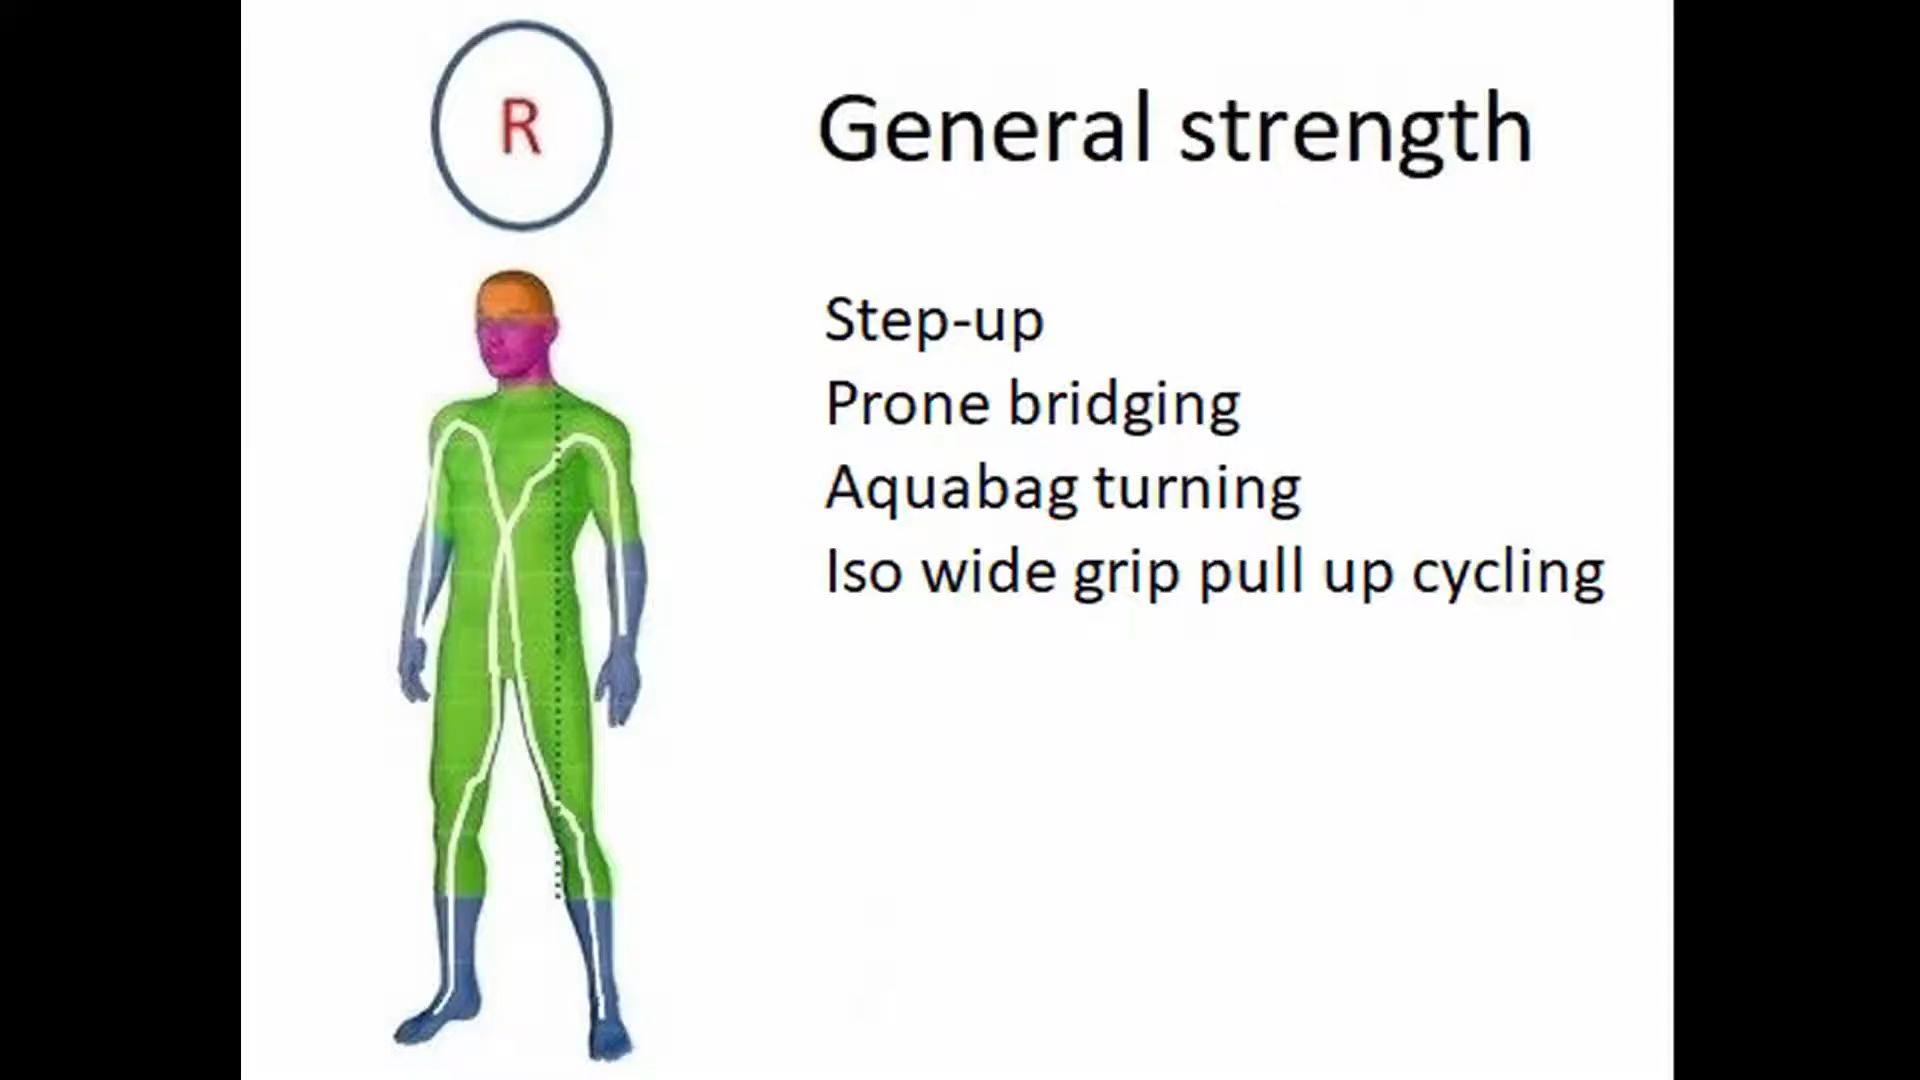 R
General strength
Step-up
Prone bridging
Aquabag turning
Iso wide grip pull up cycling